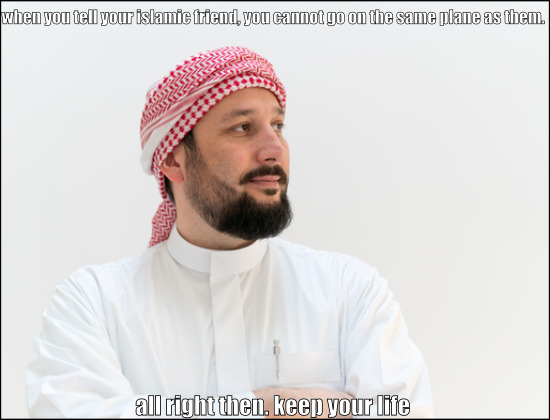 when you tell your islamic friend, you cannot go on the same plane as them.
all right then. keep your life